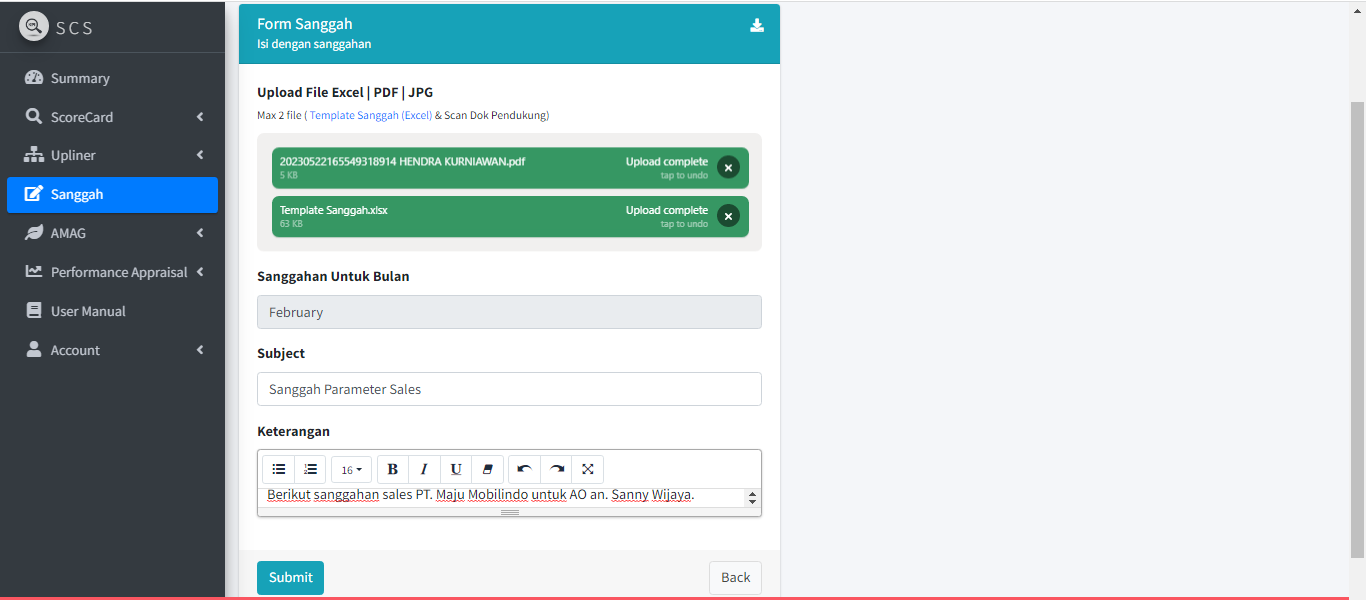 SCS
Summary
ScoreCard
Upliner
Sanggah
AMAG
Performance Appraisal
User Manual
Account
Form Sanggah
Isi dengan sanggahan
Upload File Excel | PDF | JPG
Max 2 file ( Template Sanggah (Excel) & Scan Dok Pendukung)
20230522165549318914 HENDRA KURNIAWAN.pdf
5 KB
Upload complete
tap to undo
Template Sanggah.xlsx
63 KB
Upload complete
tap to undo
Sanggahan Untuk Bulan
February
Subject
Sanggah Parameter Sales
Keterangan
16
B I U
Berikut sanggahan sales PT. Maju Mobilindo untuk AO an. Sanny Wijaya.
Submit
Back